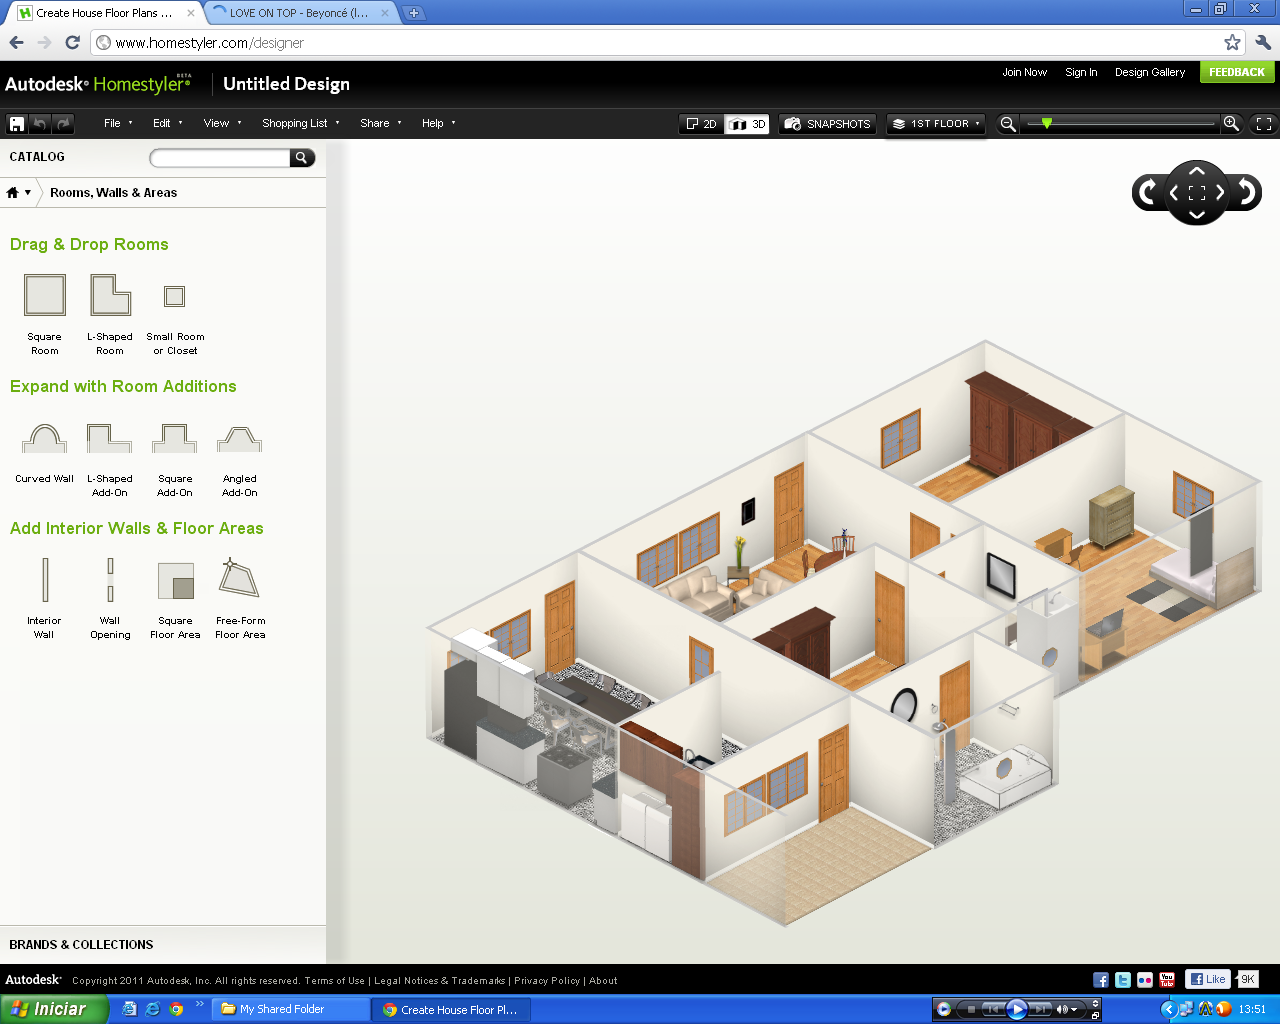 Create House Floor Plans ...
LOVE ON TOP - Beyoncé (l...
www.homestyler.com/designer
Autodesk® Homestyler® BETA
Untitled Design
Join Now Sign In Design Gallery FEEDBACK
File Edit View Shopping List Share Help
2D 3D SNAPSHOTS 1ST FLOOR
CATALOG
Rooms, Walls & Areas
Drag & Drop Rooms
Square Room
L-Shaped Room
Small Room or Closet
Expand with Room Additions
Curved Wall
L-Shaped Add-On
Square Add-On
Angled Add-On
Add Interior Walls & Floor Areas
Interior Wall
Wall Opening
Square Floor Area
Free-Form Floor Area
BRANDS & COLLECTIONS
Autodesk® Copyright 2011 Autodesk, Inc. All rights reserved. Terms of Use | Legal Notices & Trademarks | Privacy Policy | About
Like 9K
Iniciar My Shared Folder Create House Floor Pl... 13:51